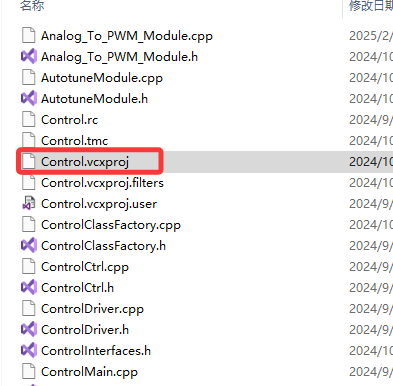 名称 修改日期
Analog_To_PWM_Module.cpp 2025/2/
Analog_To_PWM_Module.h 2024/10
AutotuneModule.cpp 2024/10
AutotuneModule.h 2024/10
Control.rc 2024/9/
Control.tmc 2024/10
Control.vcxproj 2024/10
Control.vcxproj.filters 2024/10
Control.vcxproj.user 2024/9/
ControlClassFactory.cpp 2024/10
ControlClassFactory.h 2024/9/
ControlCtrl.cpp 2024/9/
ControlCtrl.h 2024/9/
ControlDriver.cpp 2024/9/
ControlDriver.h 2024/9/
ControlInterfaces.h 2024/10
ControlMain.cpp 2024/9/